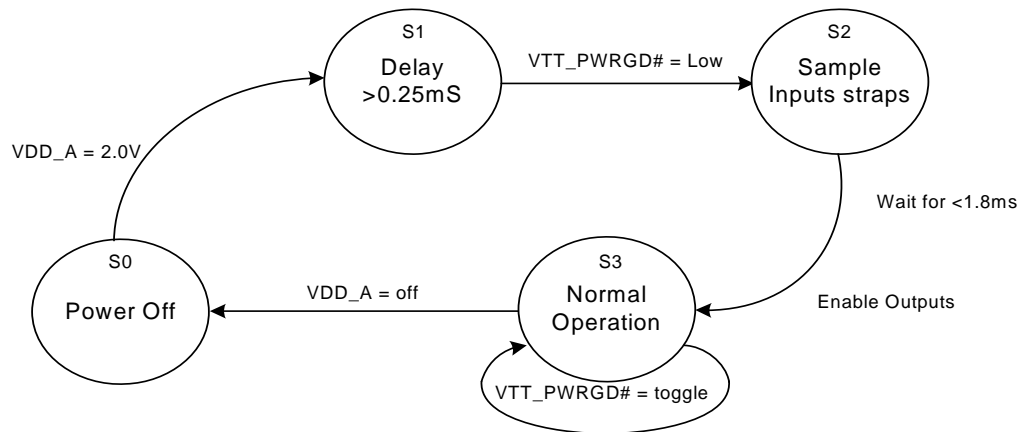 S1
Delay
>0.25mS
VTT_PWRGD# = Low
S2
Sample
Inputs straps
VDD_A = 2.0V
Wait for <1.8ms
S0
Power Off
VDD_A = off
S3
Normal
Operation
Enable Outputs
VTT_PWRGD# = toggle